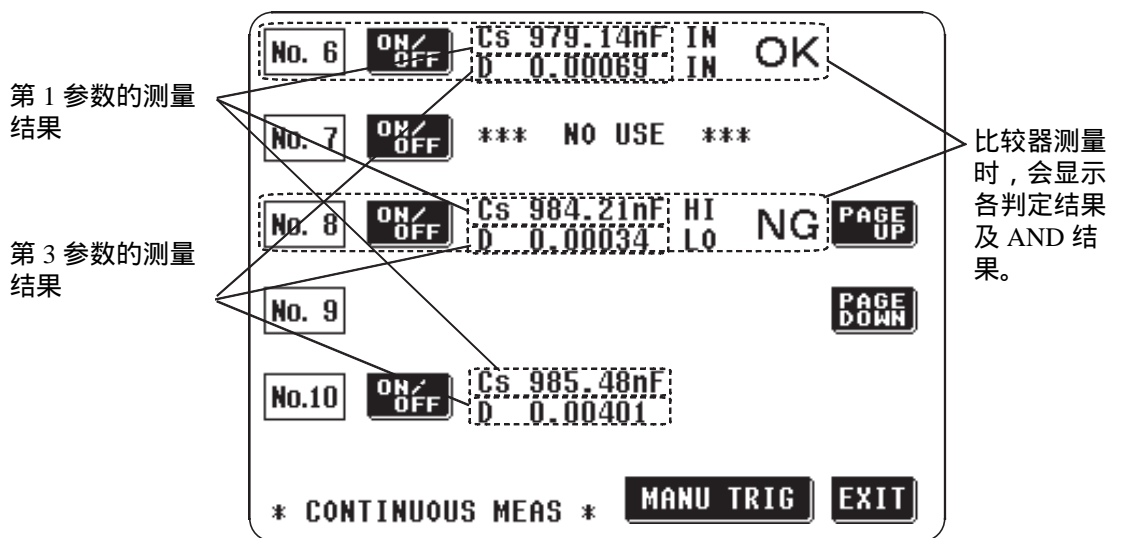 No. 6 ON/OFF Cs 979.14nF IN OK
D 0.00069 IN
第 1 参数的测量
结果
No. 7 ON/OFF *** NO USE ***
比较器测量
时，会显示
各判定结果
及 AND 结
果。
No. 8 ON/OFF Cs 984.21nF HI NG PAGE UP
D 0.00034 LO
第 3 参数的测量
结果
No. 9 PAGE DOWN
No.10 ON/OFF Cs 985.48nF
D 0.00401
* CONTINUOUS MEAS * MANU TRIG EXIT